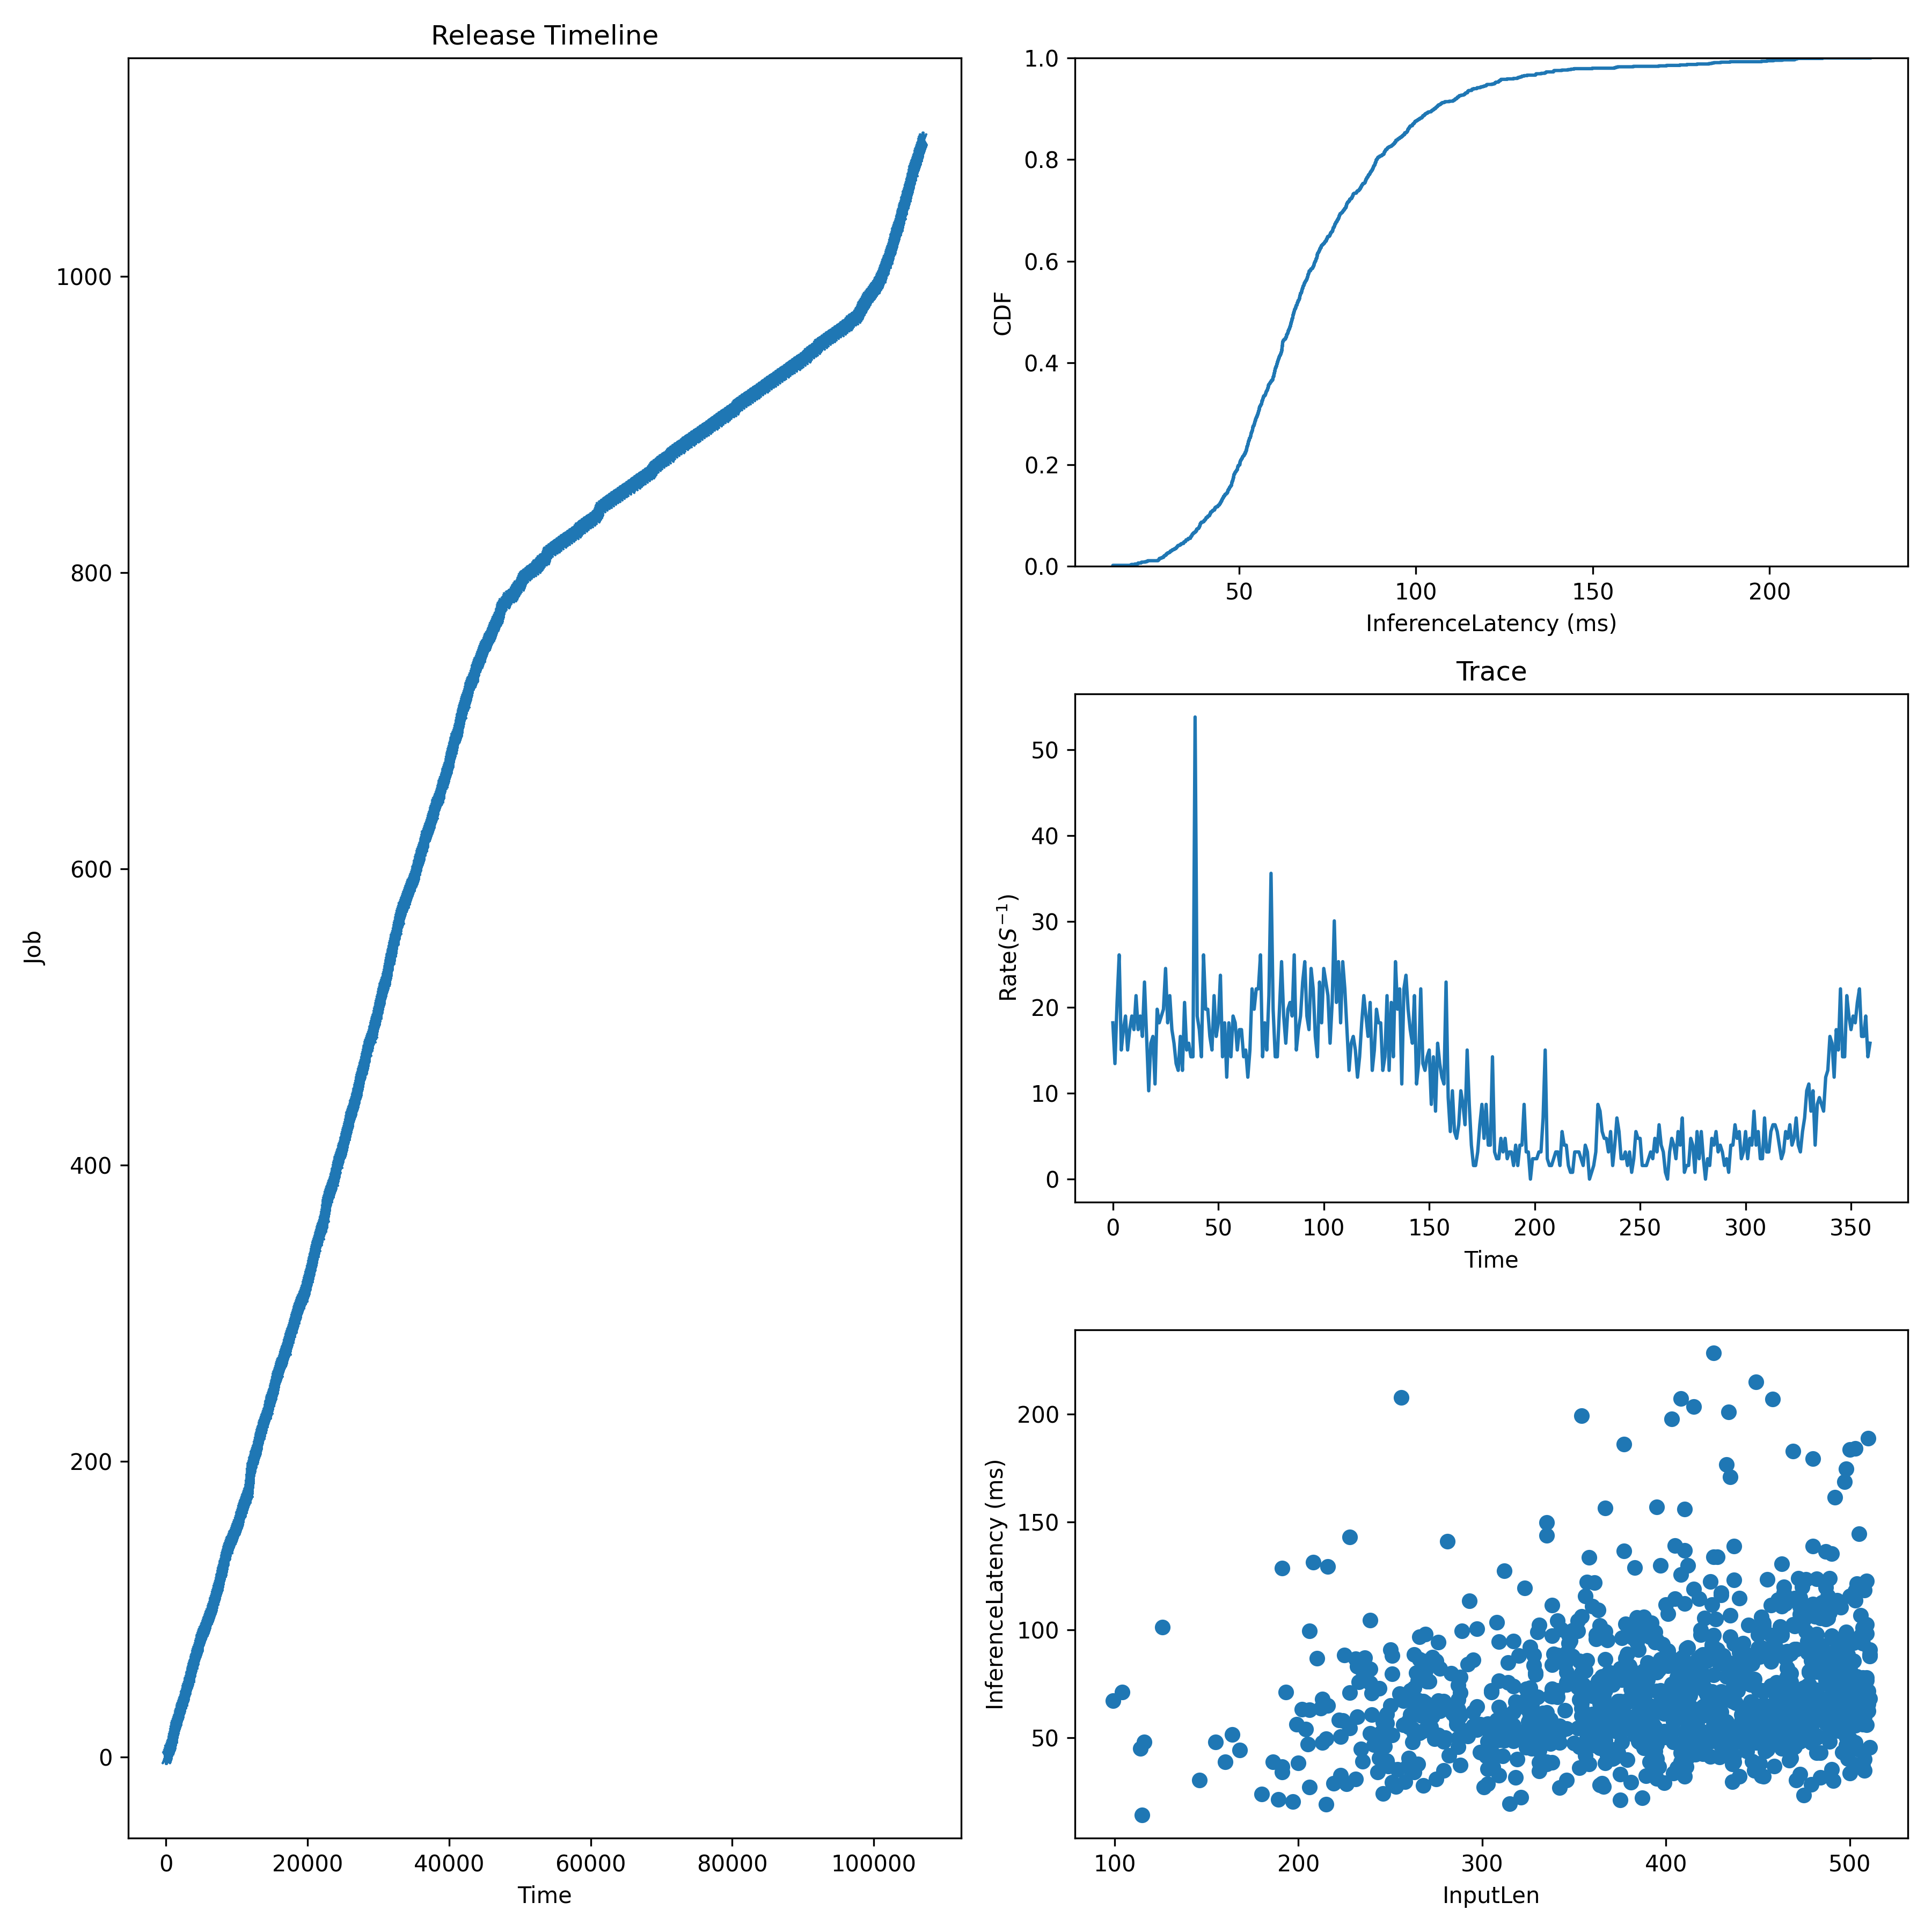 Release Timeline
Job
1000
800
600
400
200
0
0 20000 40000 60000 80000 100000
Time
CDF
1.0
0.8
0.6
0.4
0.2
0.0
50 100 150 200
InferenceLatency (ms)
Trace
Rate(S⁻¹)
50
40
30
20
10
0
0 50 100 150 200 250 300 350
Time
InferenceLatency (ms)
200
150
100
50
100 200 300 400 500
InputLen